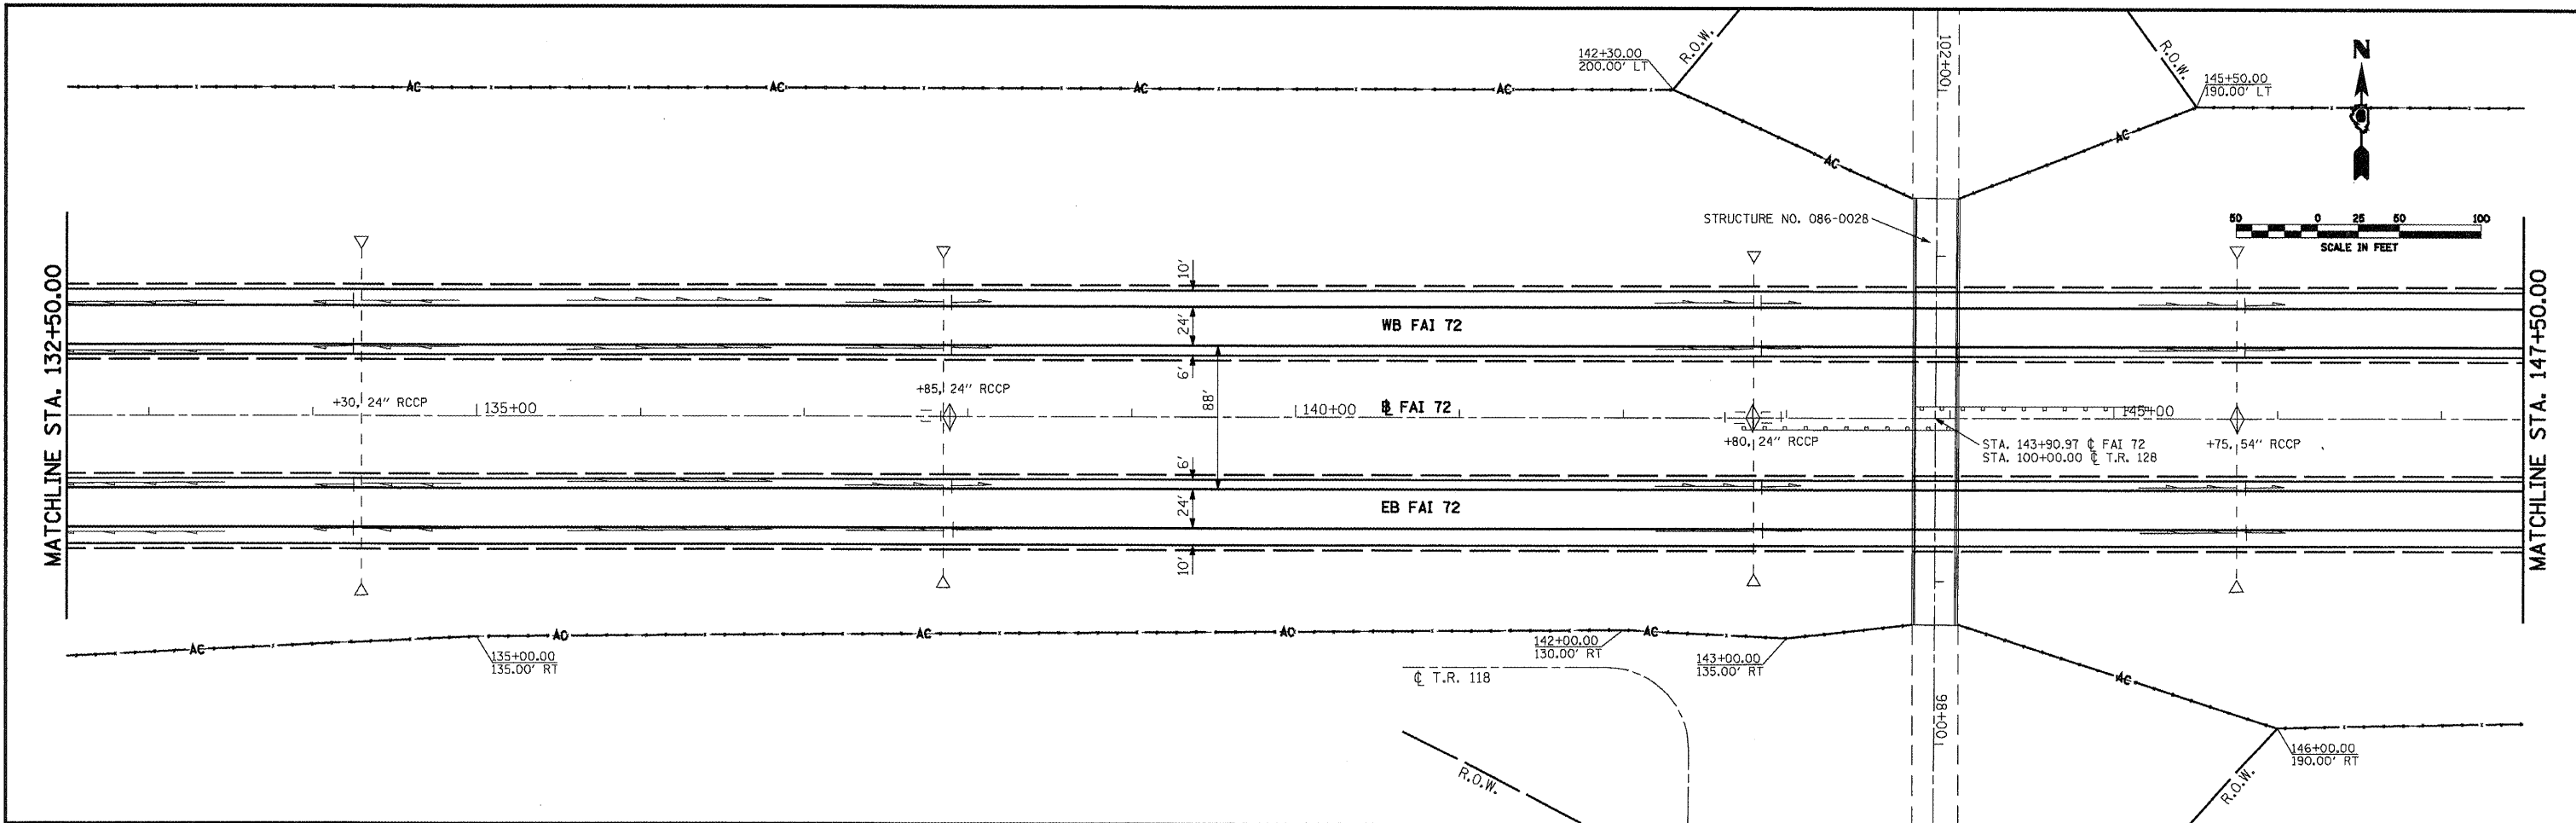 142+30.00
200.00' LT
R.O.W.
102+00
R.O.W.
145+50.00
190.00' LT
N
AC
AC
AC
AC
AC
AC
STRUCTURE NO. 086-0028
50 0 25 50 100
SCALE IN FEET
MATCHLINE STA. 132+50.00
MATCHLINE STA. 147+50.00
10'
24'
WB FAI 72
6'
88'
+30, 24" RCCP
135+00
+85, 24" RCCP
140+00
℄ FAI 72
145+00
+80, 24" RCCP
STA. 143+90.97 ℄ FAI 72
STA. 100+00.00 ℄ T.R. 128
+75, 54" RCCP
6'
24'
EB FAI 72
10'
AC
AC
AC
AC
AC
135+00.00
135.00' RT
142+00.00
130.00' RT
143+00.00
135.00' RT
℄ T.R. 118
AC
98+00
146+00.00
190.00' RT
R.O.W.
R.O.W.